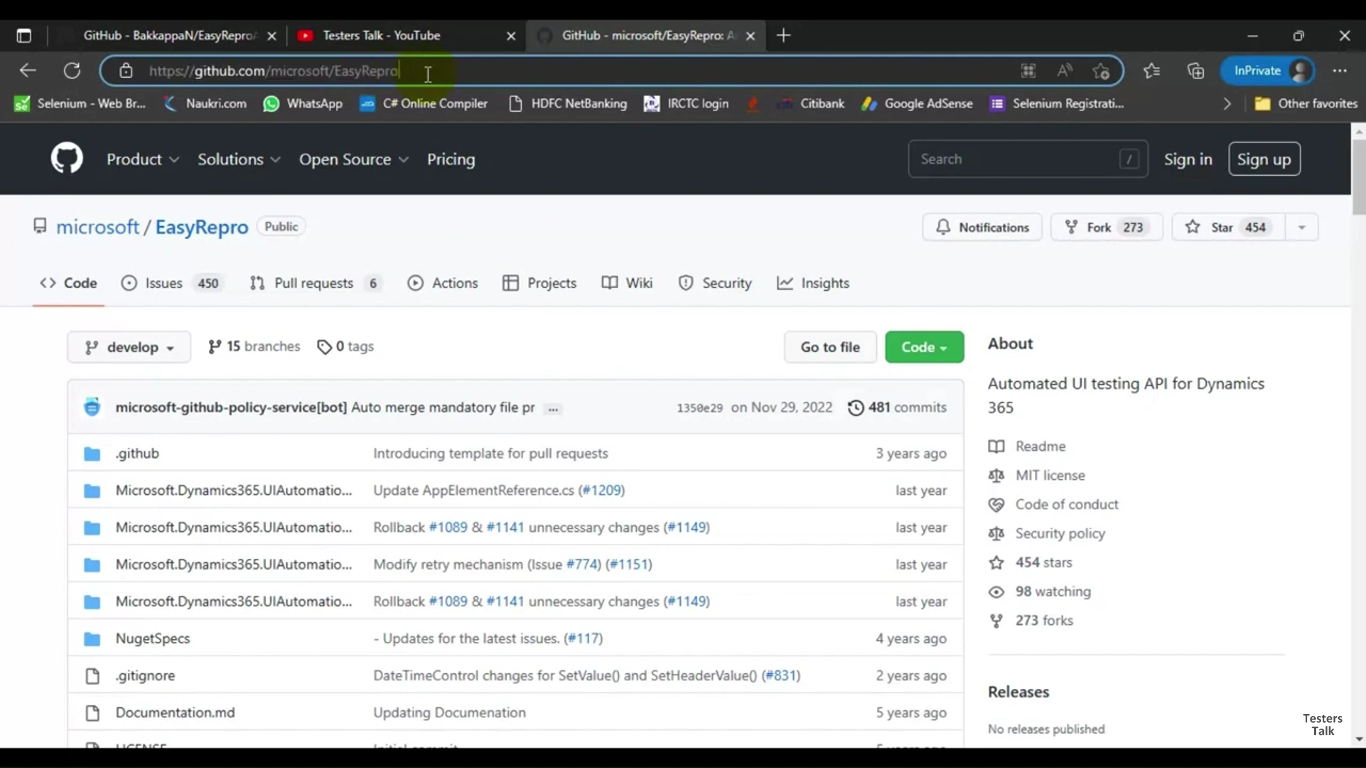 GitHub - BakkappaN/EasyRepro
Testers Talk - YouTube
GitHub - microsoft/EasyRepro: A
https://github.com/microsoft/EasyRepro
InPrivate
Selenium - Web Br...
Naukri.com
WhatsApp
C# Online Compiler
HDFC NetBanking
IRCTC login
Citibank
Google AdSense
Selenium Registrati...
Other favorites
Product
Solutions
Open Source
Pricing
Search /
Sign in
Sign up
microsoft / EasyRepro Public
Notifications
Fork 273
Star 454
Code
Issues 450
Pull requests 6
Actions
Projects
Wiki
Security
Insights
develop
15 branches
0 tags
Go to file
Code
microsoft-github-policy-service[bot] Auto merge mandatory file pr ...
1350e29 on Nov 29, 2022
481 commits
.github Introducing template for pull requests 3 years ago
Microsoft.Dynamics365.UIAutomatio... Update AppElementReference.cs (#1209) last year
Microsoft.Dynamics365.UIAutomatio... Rollback #1089 & #1141 unnecessary changes (#1149) last year
Microsoft.Dynamics365.UIAutomatio... Modify retry mechanism (Issue #774) (#1151) last year
Microsoft.Dynamics365.UIAutomatio... Rollback #1089 & #1141 unnecessary changes (#1149) last year
NugetSpecs - Updates for the latest issues. (#117) 4 years ago
.gitignore DateTimeControl changes for SetValue() and SetHeaderValue() (#831) 2 years ago
Documentation.md Updating Documenation 5 years ago
LICENSE Initial commit 5 years ago
About
Automated UI testing API for Dynamics
365
Readme
MIT license
Code of conduct
Security policy
454 stars
98 watching
273 forks
Releases
No releases published
Testers
Talk